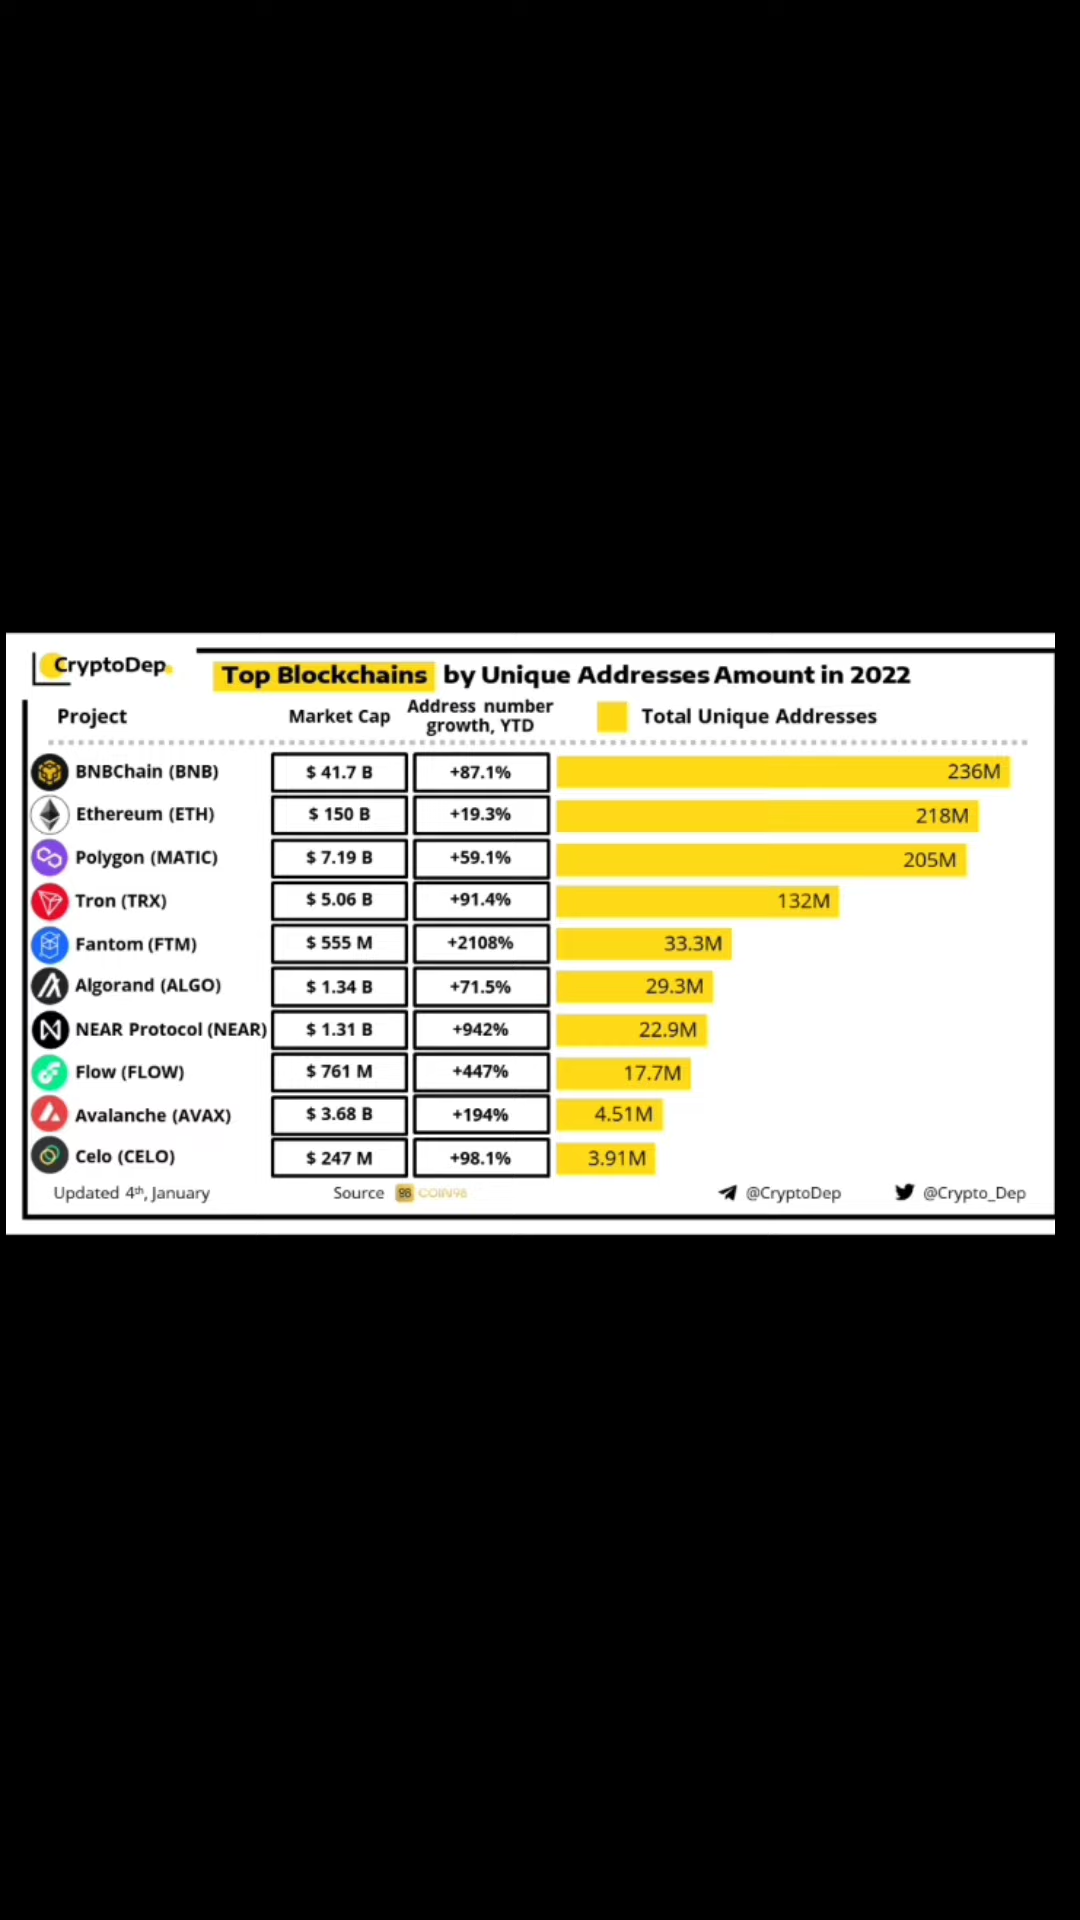 CryptoDep.
Top Blockchains by Unique Addresses Amount in 2022
Project Market Cap Address number growth, YTD Total Unique Addresses
BNBChain (BNB) $ 41.7 B +87.1% 236M
Ethereum (ETH) $ 150 B +19.3% 218M
Polygon (MATIC) $ 7.19 B +59.1% 205M
Tron (TRX) $ 5.06 B +91.4% 132M
Fantom (FTM) $ 555 M +2108% 33.3M
Algorand (ALGO) $ 1.34 B +71.5% 29.3M
NEAR Protocol (NEAR) $ 1.31 B +942% 22.9M
Flow (FLOW) $ 761 M +447% 17.7M
Avalanche (AVAX) $ 3.68 B +194% 4.51M
Celo (CELO) $ 247 M +98.1% 3.91M
Updated 4th, January Source 98 COIN98 @CryptoDep @Crypto_Dep